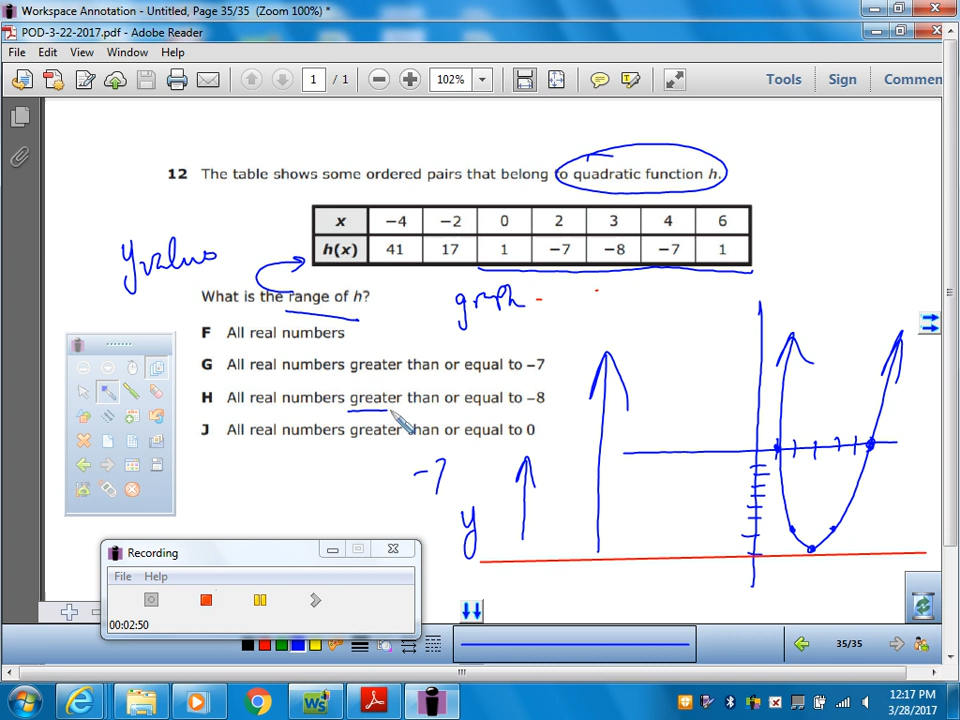 Workspace Annotation - Untitled, Page 35/35 (Zoom 100%) *
POD-3-22-2017.pdf - Adobe Reader
File Edit View Window Help
1 / 1 102% Tools Sign Commen
12 The table shows some ordered pairs that belong to quadratic function h.
x −4 −2 0 2 3 4 6
h(x) 41 17 1 −7 −8 −7 1
y values
What is the range of h?
graph -
F All real numbers
G All real numbers greater than or equal to −7
H All real numbers greater than or equal to −8
J All real numbers greater than or equal to 0
-7
y
Recording
File Help
00:02:50
35/35
12:17 PM
3/28/2017